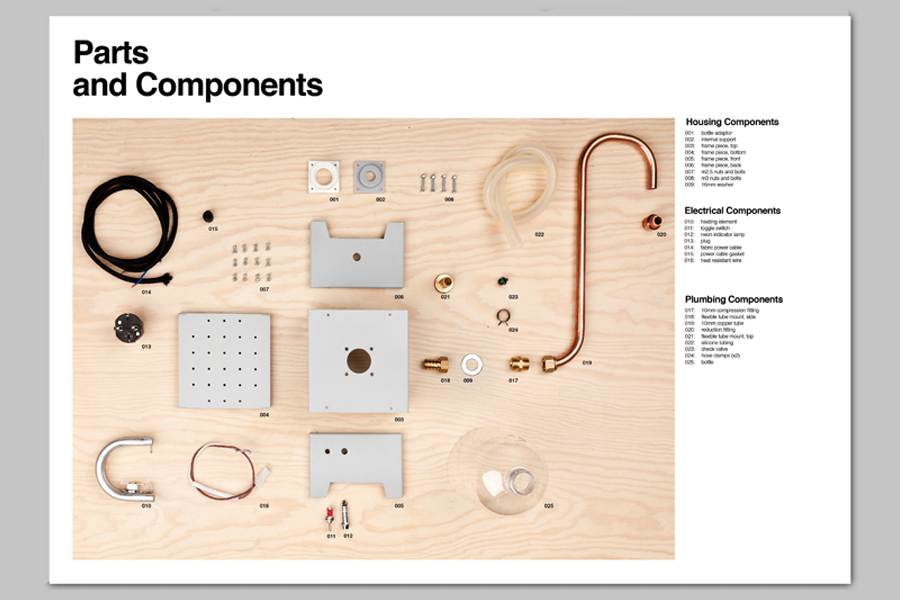 Parts
and Components
Housing Components
001: bottle adaptor
002: internal support
003: frame piece, top
004: frame piece, bottom
005: frame piece, front
006: frame piece, back
007: m2.5 nuts and bolts
008: m3 nuts and bolts
009: 16mm washer
Electrical Components
010: heating element
011: toggle switch
012: neon indicator lamp
013: plug
014: fabric power cable
015: power cable gasket
016: heat resistant wire
Plumbing Components
017: 10mm compression fitting
018: flexible tube mount, side
019: 10mm copper tube
020: reduction fitting
021: flexible tube mount, top
022: silicone tubing
023: check valve
024: hose clamps (x2)
025: bottle
001
002
008
015
022
020
014
007
006
021
023
013
024
018
009
017
019
004
003
010
016
005
025
011
012